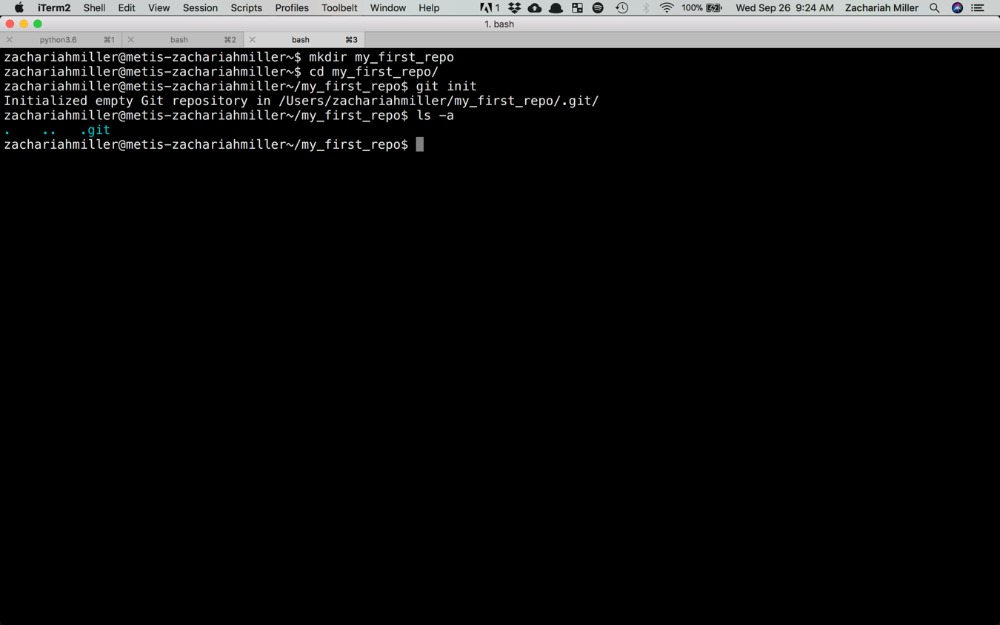 iTerm2 Shell Edit View Session Scripts Profiles Toolbelt Window Help 1 100% Wed Sep 26 9:24 AM Zachariah Miller
1. bash
python3.6 ⌘1 bash ⌘2 bash ⌘3
zachariahmiller@metis-zachariahmiller~$ mkdir my_first_repo
zachariahmiller@metis-zachariahmiller~$ cd my_first_repo/
zachariahmiller@metis-zachariahmiller~/my_first_repo$ git init
Initialized empty Git repository in /Users/zachariahmiller/my_first_repo/.git/
zachariahmiller@metis-zachariahmiller~/my_first_repo$ ls -a
. .. .git
zachariahmiller@metis-zachariahmiller~/my_first_repo$